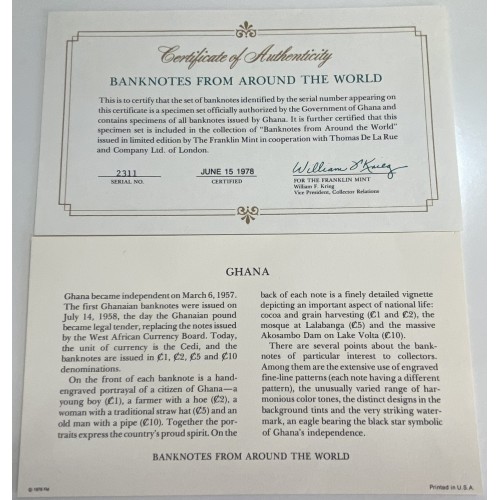 Certificate of Authenticity
BANKNOTES FROM AROUND THE WORLD
This is to certify that the set of banknotes identified by the serial number appearing on
this certificate is a specimen set officially authorized by the Government of Ghana and
contains specimens of all banknotes issued by Ghana. It is further certified that this
specimen set is included in the collection of "Banknotes from Around the World"
issued in limited edition by The Franklin Mint in cooperation with Thomas De La Rue
and Company Ltd. of London.
2311
SERIAL NO.
JUNE 15 1978
CERTIFIED
William F. Krieg
FOR THE FRANKLIN MINT
William F. Krieg
Vice President, Collector Relations
GHANA
Ghana became independent on March 6, 1957.
The first Ghanaian banknotes were issued on
July 14, 1958, the day the Ghanaian pound
became legal tender, replacing the notes issued
by the West African Currency Board. Today,
the unit of currency is the Cedi, and the
banknotes are issued in ₵1, ₵2, ₵5 and ₵10
denominations.
On the front of each banknote is a hand-
engraved portrayal of a citizen of Ghana—a
young boy (₵1), a farmer with a hoe (₵2), a
woman with a traditional straw hat (₵5) and an
old man with a pipe (₵10). Together the por-
traits express the country's proud spirit. On the
back of each note is a finely detailed vignette
depicting an important aspect of national life:
cocoa and grain harvesting (₵1 and ₵2), the
mosque at Lalabanga (₵5) and the massive
Akosambo Dam on Lake Volta (₵10).
There are several points about the bank-
notes of particular interest to collectors.
Among them are the extensive use of engraved
fine-line patterns (each note having a different
pattern), the unusually varied range of har-
monious color tones, the distinct designs in the
background tints and the very striking water-
mark, an eagle bearing the black star symbolic
of Ghana's independence.
BANKNOTES FROM AROUND THE WORLD
© 1978 FM
Printed in U.S.A.